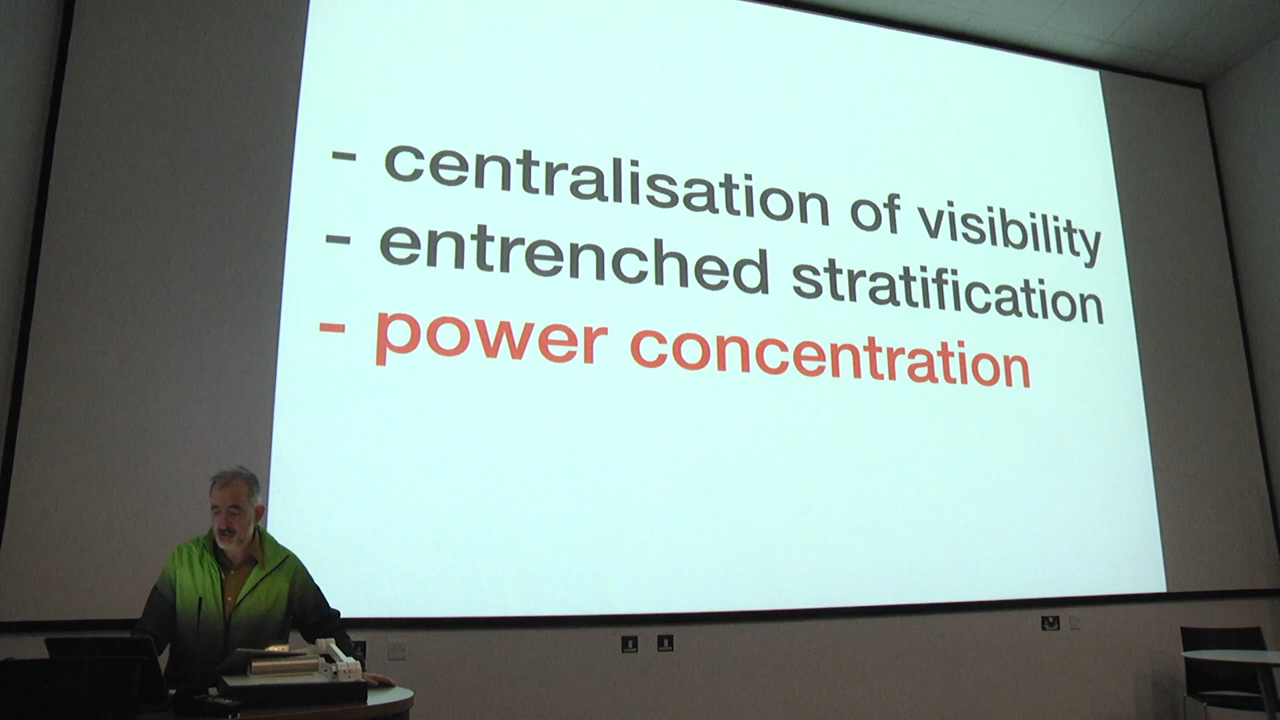 - centralisation of visibility
- entrenched stratification
- power concentration